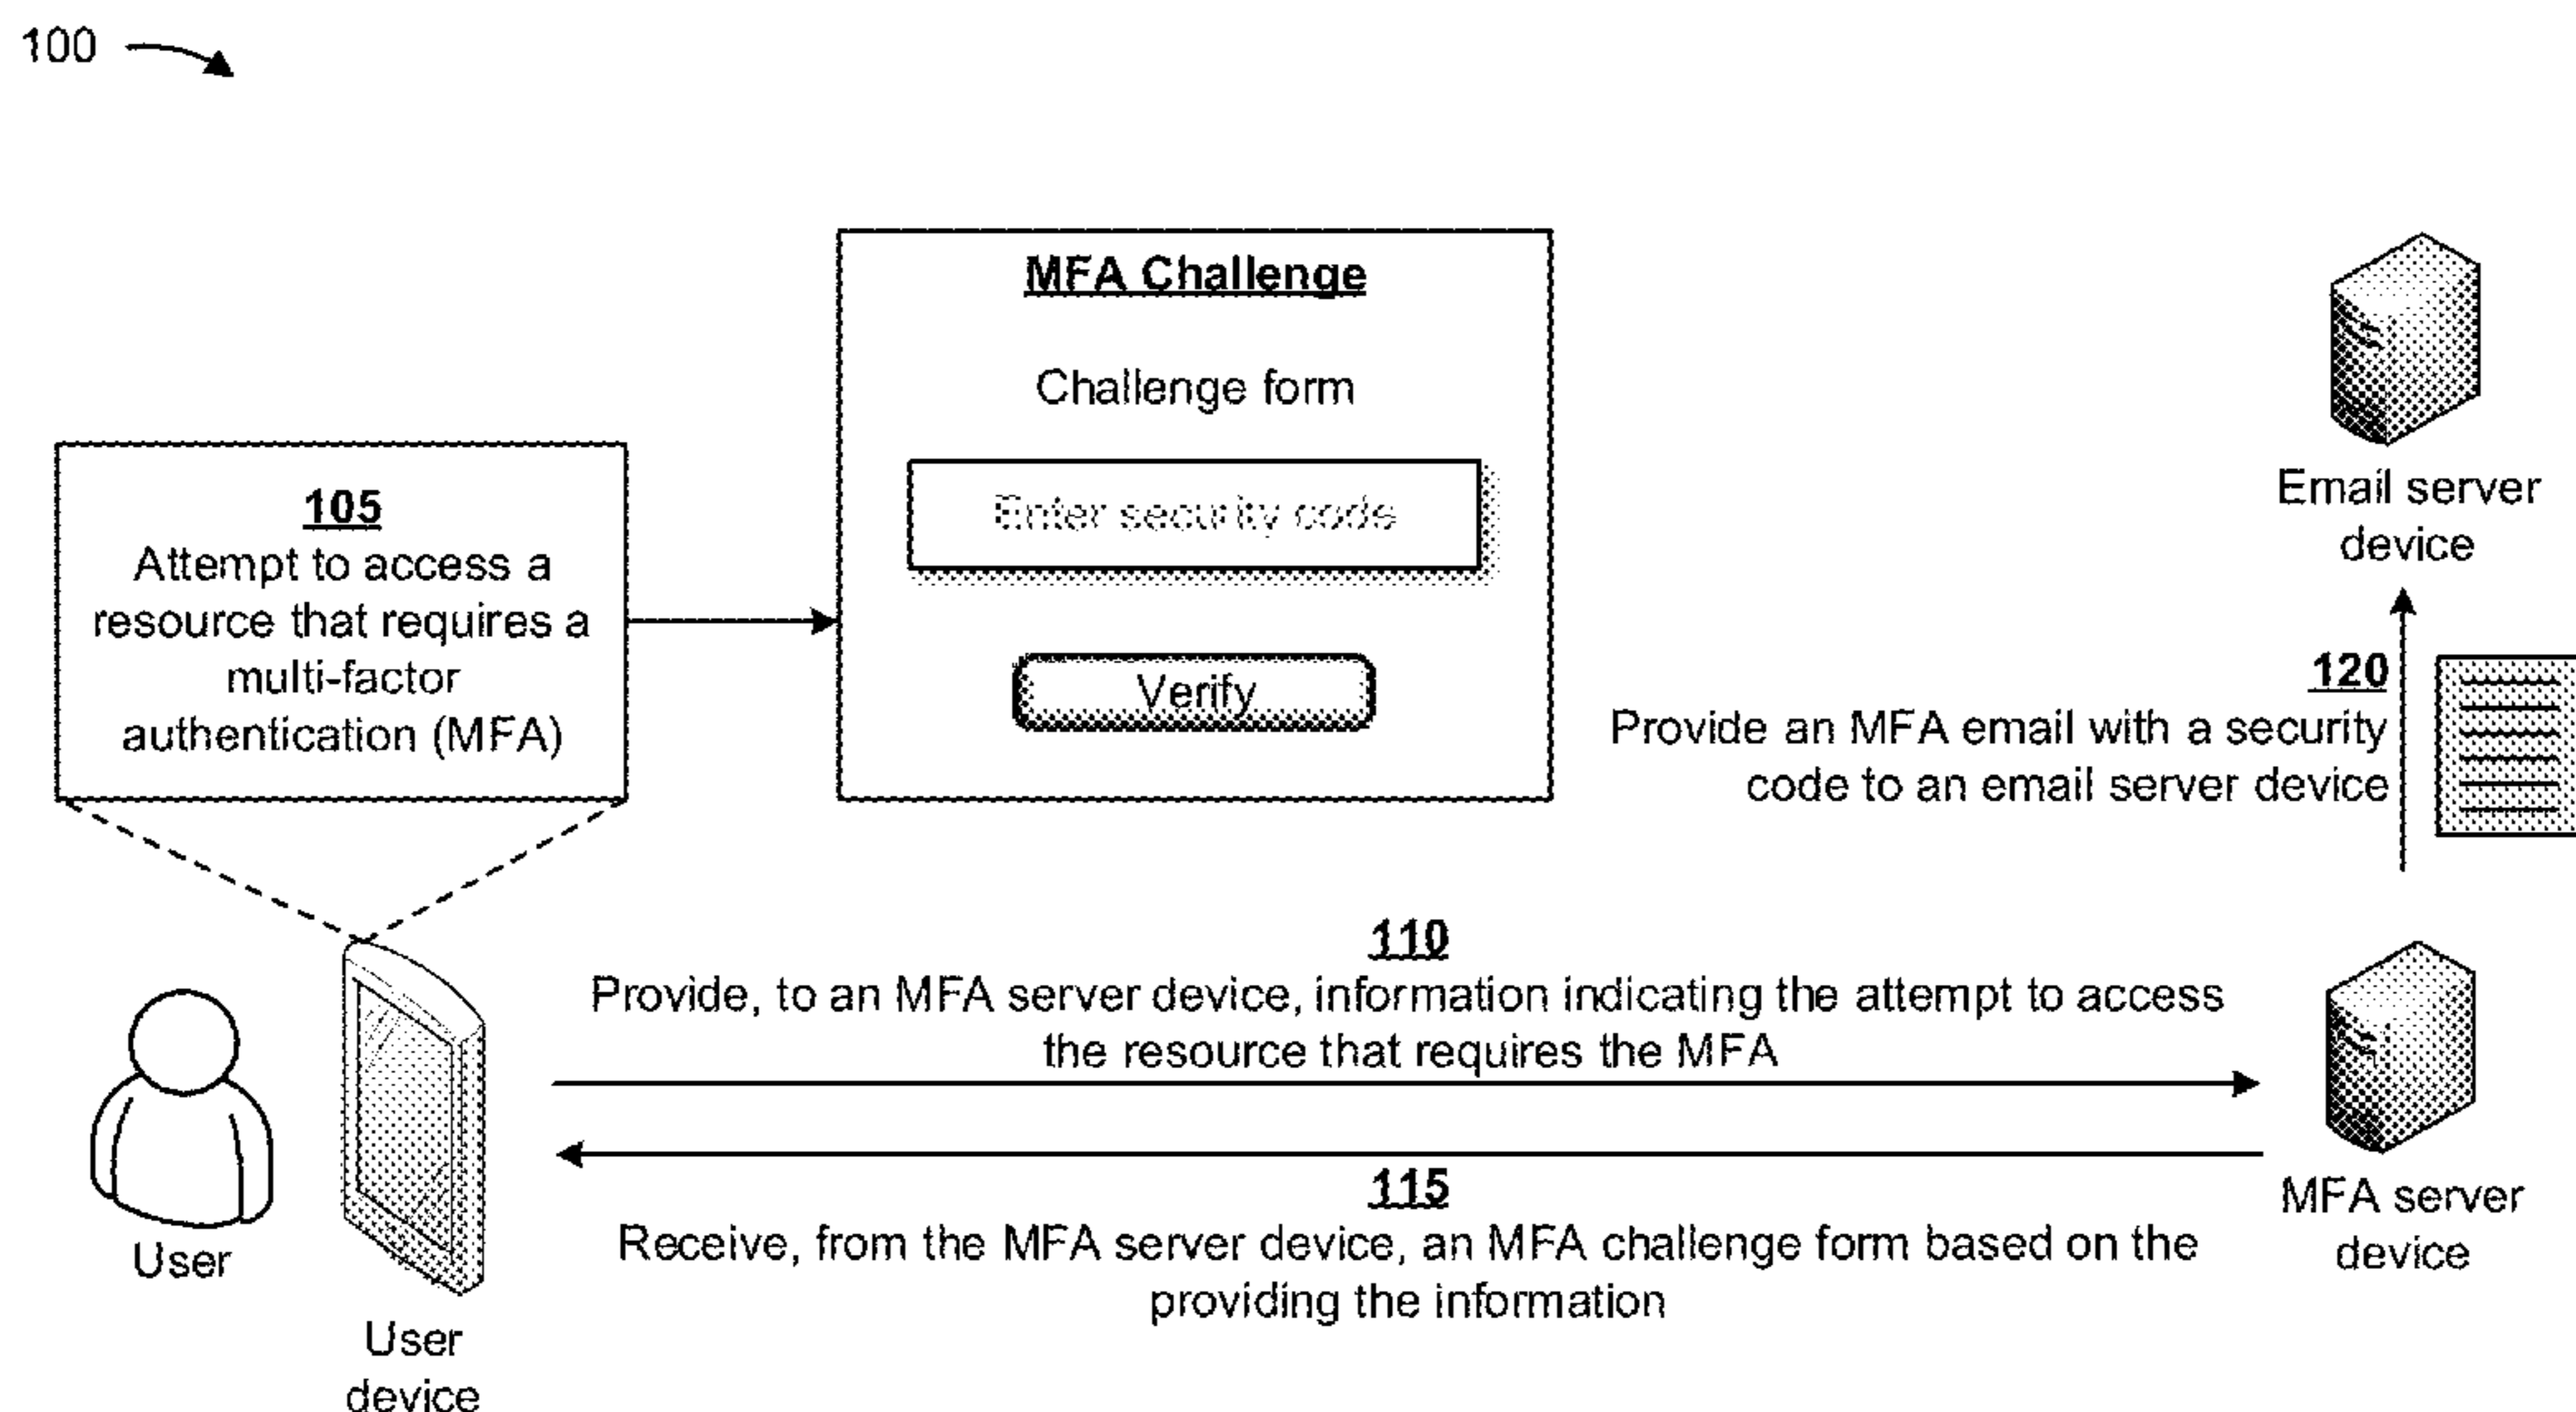 100
MFA Challenge
Challenge form
Enter security code
Verify
105
Attempt to access a
resource that requires a
multi-factor
authentication (MFA)
Email server
device
120
Provide an MFA email with a security
code to an email server device
110
Provide, to an MFA server device, information indicating the attempt to access
the resource that requires the MFA
115
Receive, from the MFA server device, an MFA challenge form based on the
providing the information
User
User
device
MFA server
device